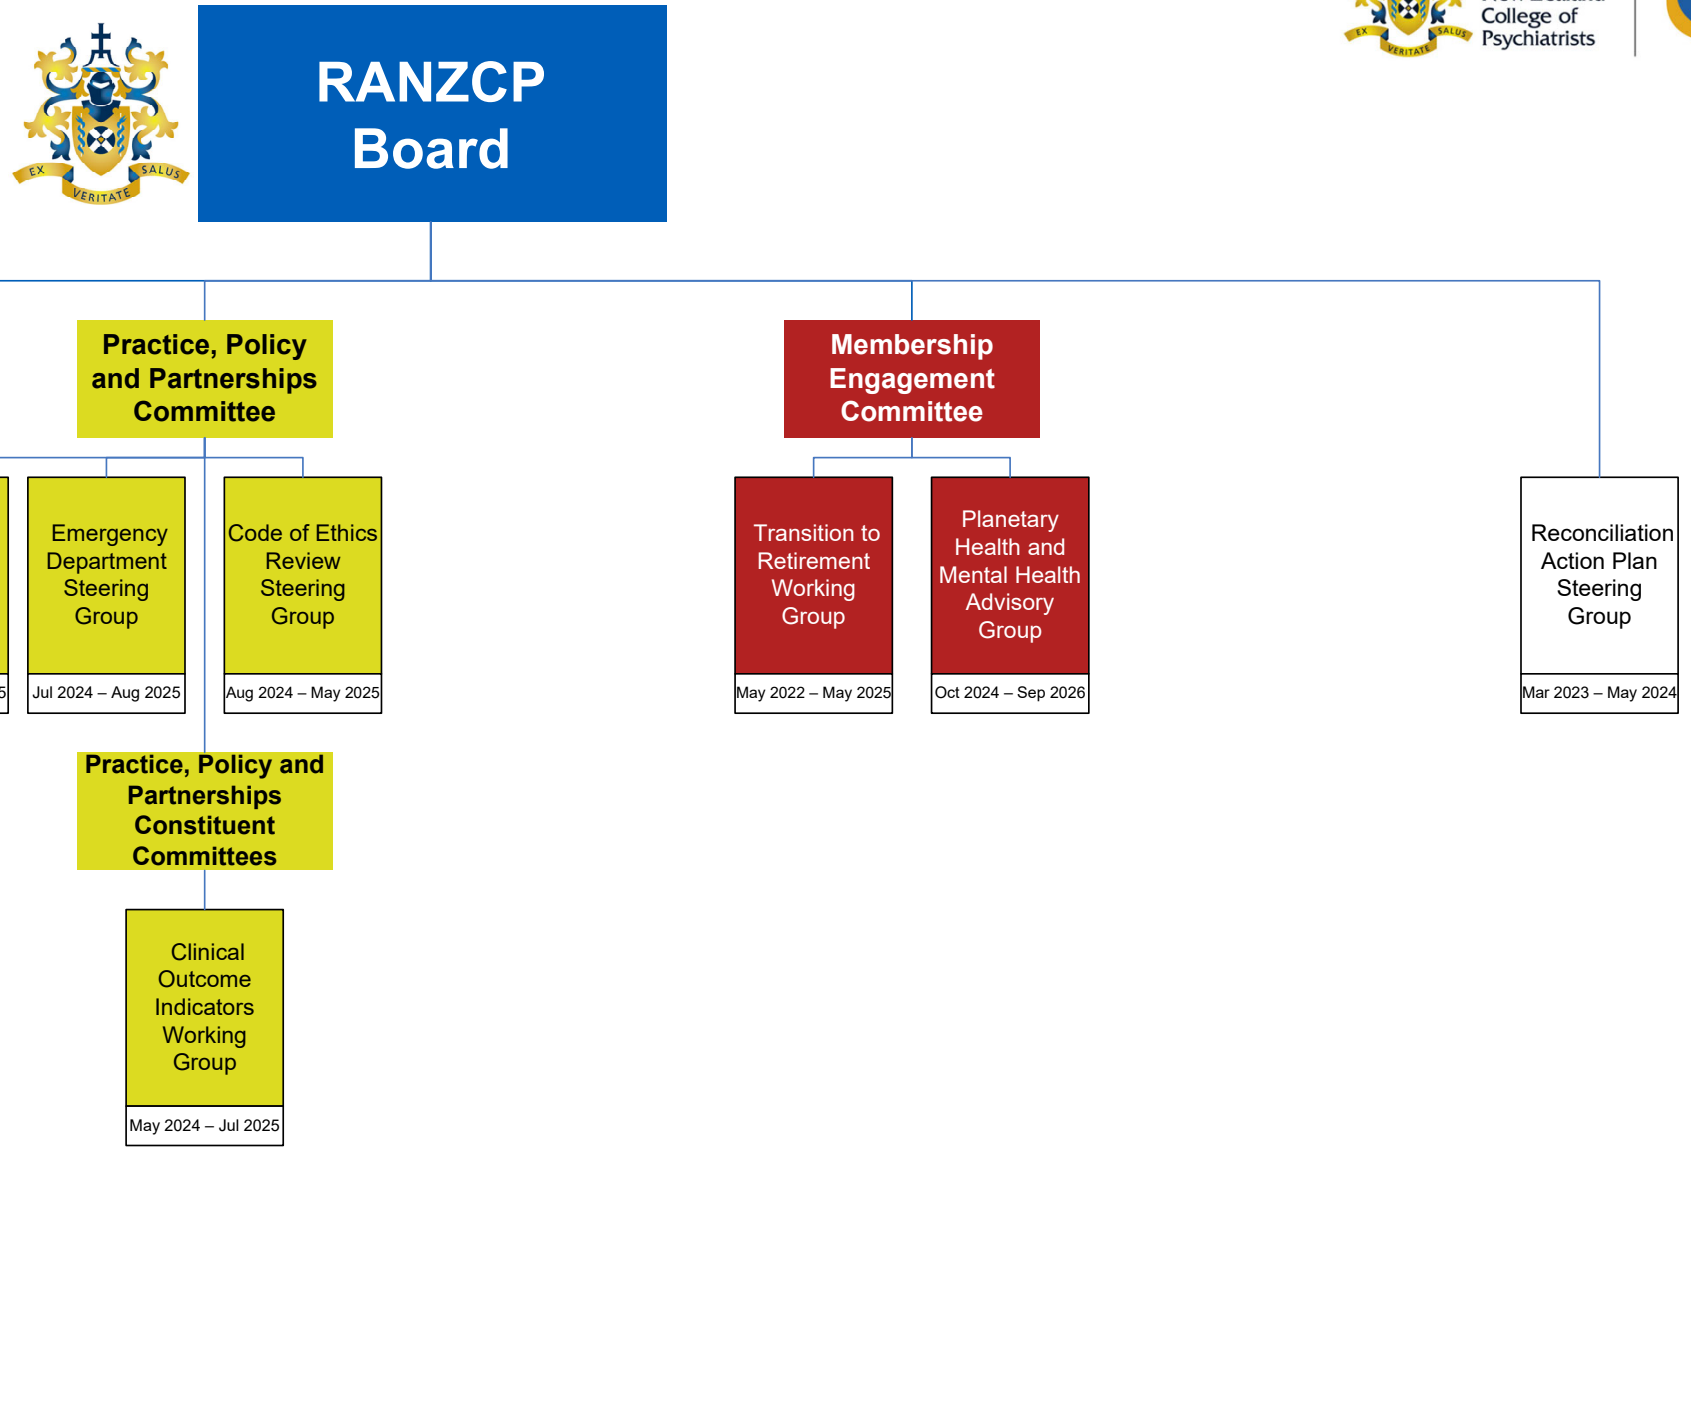 College of
Psychiatrists
EX SALUS
VERITATE
RANZCP
Board
EX SALUS
VERITATE
Practice, Policy
and Partnerships
Committee
Membership
Engagement
Committee
Emergency
Department
Steering
Group
Jul 2024 – Aug 2025
Code of Ethics
Review
Steering
Group
Aug 2024 – May 2025
Transition to
Retirement
Working
Group
May 2022 – May 2025
Planetary
Health and
Mental Health
Advisory
Group
Oct 2024 – Sep 2026
Reconciliation
Action Plan
Steering
Group
Mar 2023 – May 2024
5
Practice, Policy and
Partnerships
Constituent
Committees
Clinical
Outcome
Indicators
Working
Group
May 2024 – Jul 2025